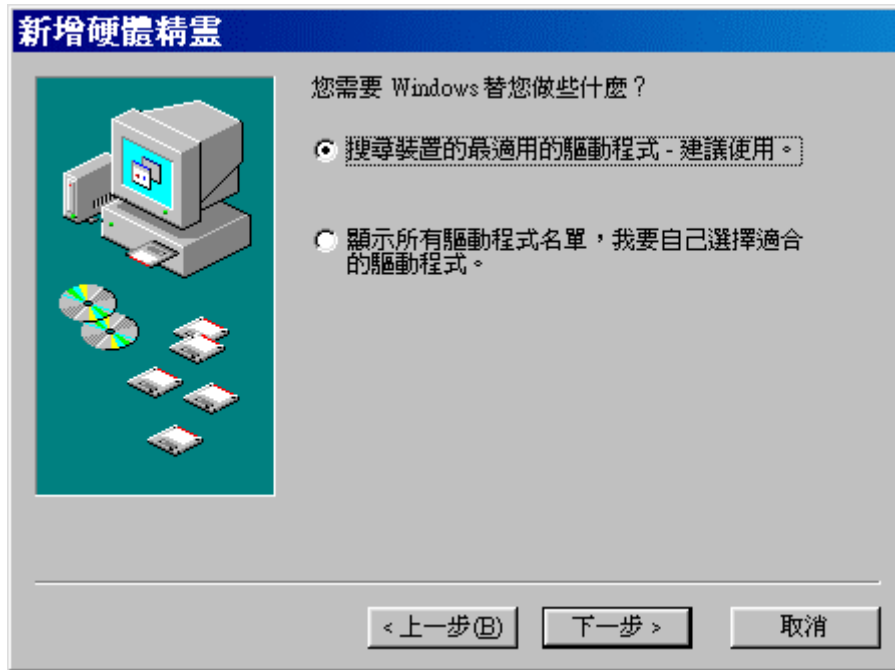 新增硬體精靈
您需要 Windows 替您做些什麼？
搜尋裝置的最適用的驅動程式 - 建議使用。
顯示所有驅動程式名單，我要自己選擇適合
的驅動程式。
< 上一步(B)
下一步 >
取消